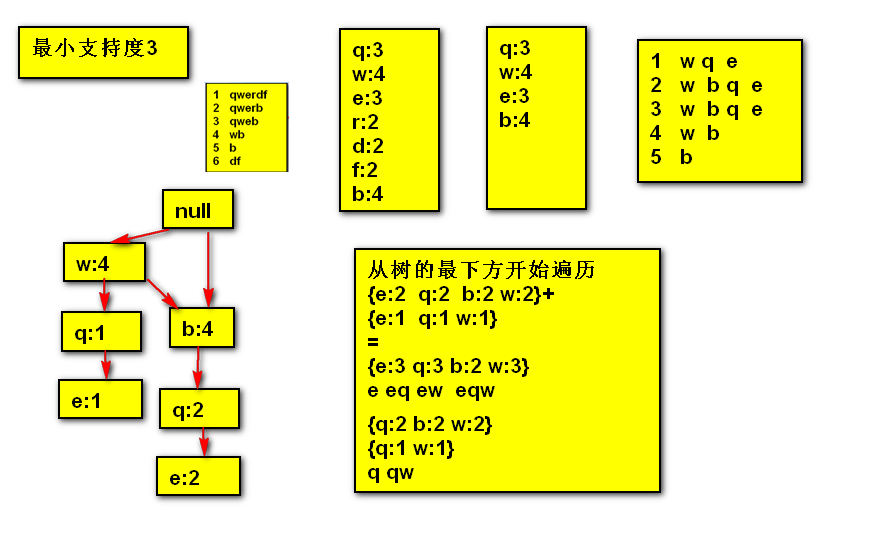 最小支持度3
1 qwerdf
2 qwerb
3 qweb
4 wb
5 b
6 df
q:3
w:4
e:3
r:2
d:2
f:2
b:4
q:3
w:4
e:3
b:4
1 w q e
2 w b q e
3 w b q e
4 w b
5 b
null
w:4
q:1
b:4
e:1
q:2
e:2
从树的最下方开始遍历
{e:2 q:2 b:2 w:2}+
{e:1 q:1 w:1}
=
{e:3 q:3 b:2 w:3}
e eq ew eqw
{q:2 b:2 w:2}
{q:1 w:1}
q qw